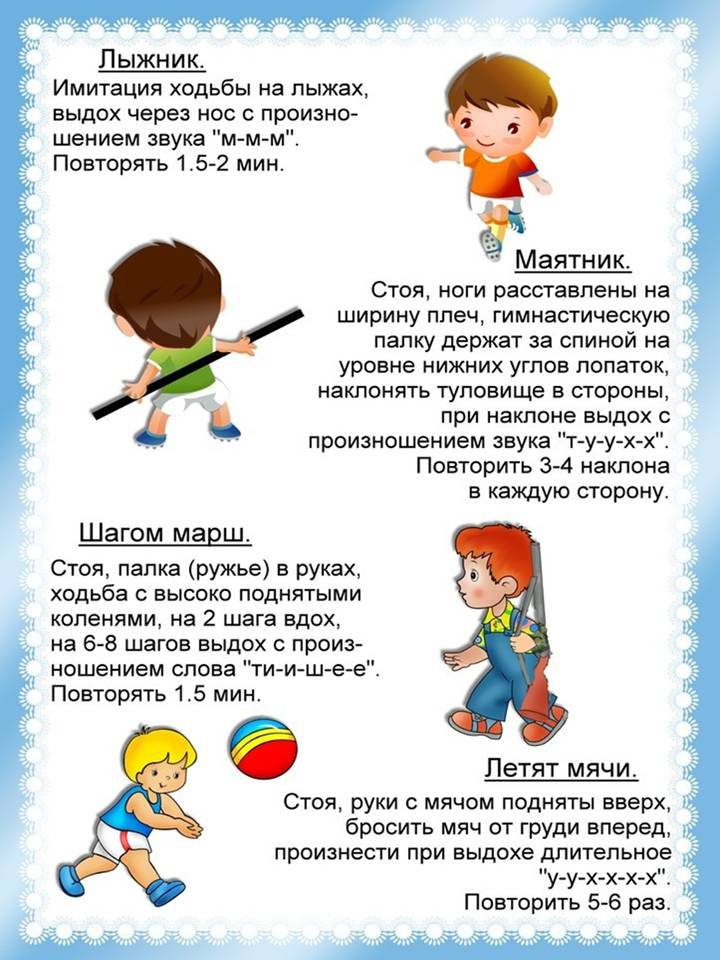 Лыжник.
Имитация ходьбы на лыжах,
выдох через нос с произно-
шением звука "м-м-м".
Повторять 1.5-2 мин.
Маятник.
Стоя, ноги расставлены на
ширину плеч, гимнастическую
палку держат за спиной на
уровне нижних углов лопаток,
наклонять туловище в стороны,
при наклоне выдох с
произношением звука "т-у-у-х-х".
Повторить 3-4 наклона
в каждую сторону.
Шагом марш.
Стоя, палка (ружье) в руках,
ходьба с высоко поднятыми
коленями, на 2 шага вдох,
на 6-8 шагов выдох с произ-
ношением слова "ти-и-ш-е-е".
Повторять 1.5 мин.
Летят мячи.
Стоя, руки с мячом подняты вверх,
бросить мяч от груди вперед,
произнести при выдохе длительное
"у-у-х-х-х-х".
Повторить 5-6 раз.